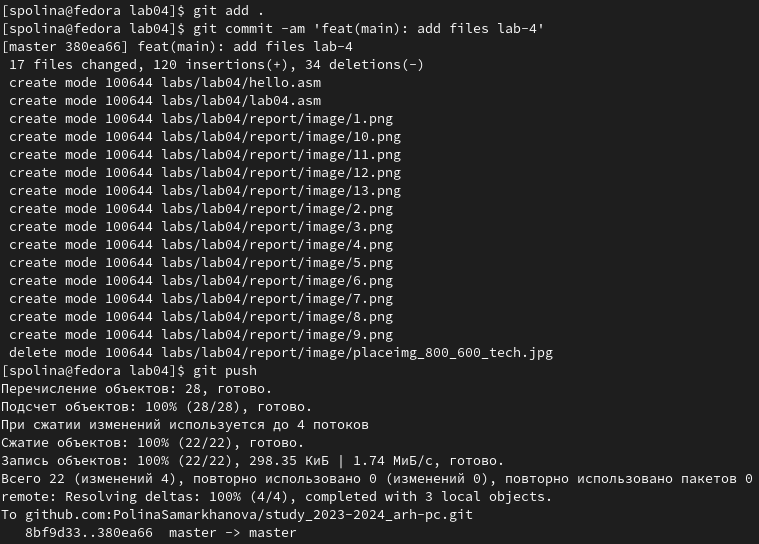 [spolina@fedora lab04]$ git add .
[spolina@fedora lab04]$ git commit -am 'feat(main): add files lab-4'
[master 380ea66] feat(main): add files lab-4
 17 files changed, 120 insertions(+), 34 deletions(-)
 create mode 100644 labs/lab04/hello.asm
 create mode 100644 labs/lab04/lab04.asm
 create mode 100644 labs/lab04/report/image/1.png
 create mode 100644 labs/lab04/report/image/10.png
 create mode 100644 labs/lab04/report/image/11.png
 create mode 100644 labs/lab04/report/image/12.png
 create mode 100644 labs/lab04/report/image/13.png
 create mode 100644 labs/lab04/report/image/2.png
 create mode 100644 labs/lab04/report/image/3.png
 create mode 100644 labs/lab04/report/image/4.png
 create mode 100644 labs/lab04/report/image/5.png
 create mode 100644 labs/lab04/report/image/6.png
 create mode 100644 labs/lab04/report/image/7.png
 create mode 100644 labs/lab04/report/image/8.png
 create mode 100644 labs/lab04/report/image/9.png
 delete mode 100644 labs/lab04/report/image/placeimg_800_600_tech.jpg
[spolina@fedora lab04]$ git push
Перечисление объектов: 28, готово.
Подсчет объектов: 100% (28/28), готово.
При сжатии изменений используется до 4 потоков
Сжатие объектов: 100% (22/22), готово.
Запись объектов: 100% (22/22), 298.35 КиБ | 1.74 МиБ/с, готово.
Всего 22 (изменений 4), повторно использовано 0 (изменений 0), повторно использовано пакетов 0
remote: Resolving deltas: 100% (4/4), completed with 3 local objects.
To github.com:PolinaSamarkhanova/study_2023-2024_arh-pc.git
   8bf9d33..380ea66  master -> master